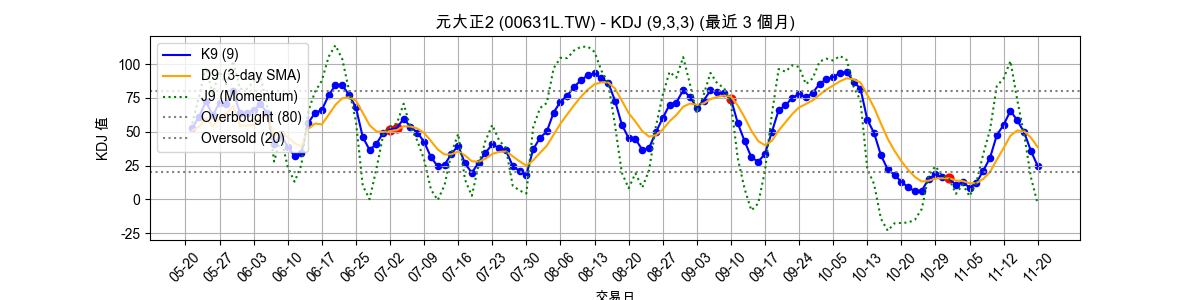 元大正2 (00631L.TW) - KDJ (9,3,3) (最近 3 個月)
K9 (9)
D9 (3-day SMA)
J9 (Momentum)
Overbought (80)
Oversold (20)
KDJ 值
100
75
50
25
0
-25
05-20 05-27 06-03 06-10 06-17 06-25 07-02 07-09 07-16 07-23 07-30 08-06 08-13 08-20 08-27 09-03 09-10 09-17 09-24 10-05 10-13 10-20 10-29 11-05 11-12 11-20
交易日